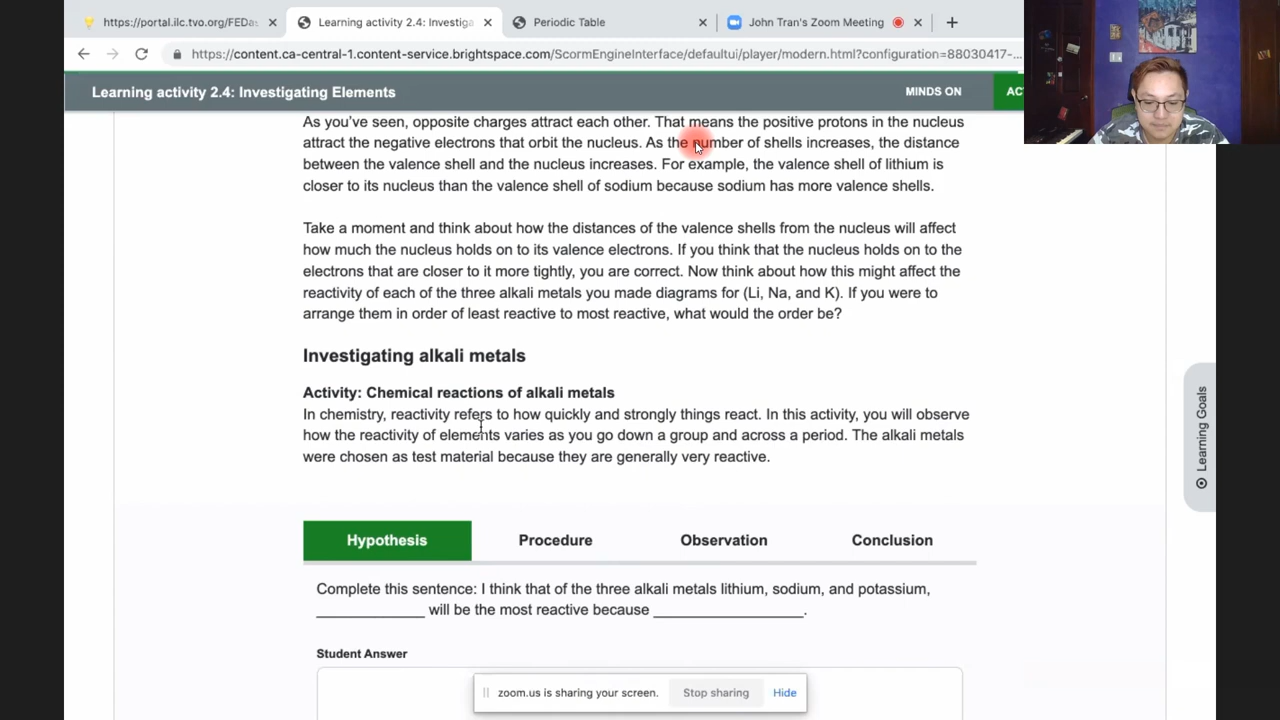 https://portal.ilc.tvo.org/FEDas
Learning activity 2.4: Investiga
Periodic Table
John Tran's Zoom Meeting
https://content.ca-central-1.content-service.brightspace.com/ScormEngineInterface/defaultui/player/modern.html?configuration=88030417-...
Learning activity 2.4: Investigating Elements
MINDS ON
AC
As you've seen, opposite charges attract each other. That means the positive protons in the nucleus
attract the negative electrons that orbit the nucleus. As the number of shells increases, the distance
between the valence shell and the nucleus increases. For example, the valence shell of lithium is
closer to its nucleus than the valence shell of sodium because sodium has more valence shells.
Take a moment and think about how the distances of the valence shells from the nucleus will affect
how much the nucleus holds on to its valence electrons. If you think that the nucleus holds on to the
electrons that are closer to it more tightly, you are correct. Now think about how this might affect the
reactivity of each of the three alkali metals you made diagrams for (Li, Na, and K). If you were to
arrange them in order of least reactive to most reactive, what would the order be?
Investigating alkali metals
Activity: Chemical reactions of alkali metals
In chemistry, reactivity refers to how quickly and strongly things react. In this activity, you will observe
how the reactivity of elements varies as you go down a group and across a period. The alkali metals
were chosen as test material because they are generally very reactive.
Learning Goals
Hypothesis
Procedure
Observation
Conclusion
Complete this sentence: I think that of the three alkali metals lithium, sodium, and potassium,
_____________ will be the most reactive because __________________.
Student Answer
zoom.us is sharing your screen.
Stop sharing
Hide